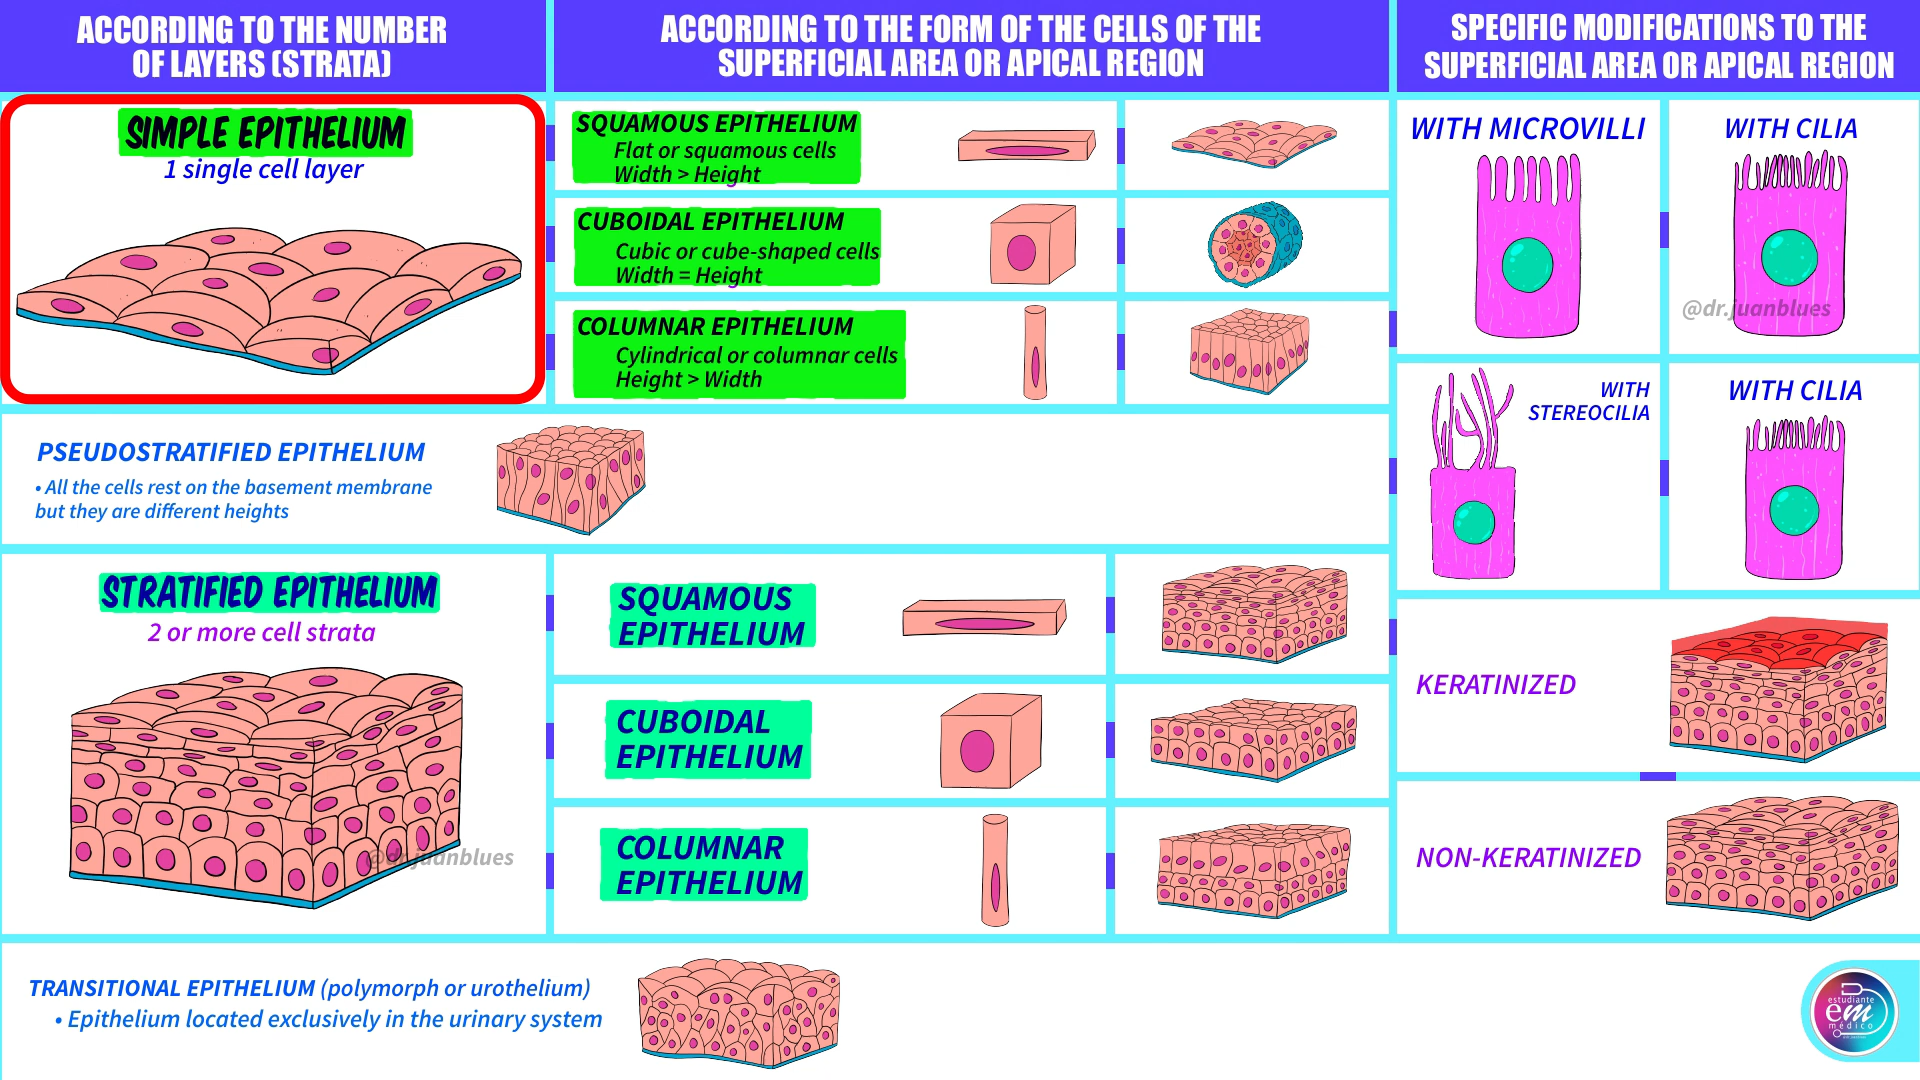 ACCORDING TO THE NUMBER
OF LAYERS (STRATA)
ACCORDING TO THE FORM OF THE CELLS OF THE
SUPERFICIAL AREA OR APICAL REGION
SPECIFIC MODIFICATIONS TO THE
SUPERFICIAL AREA OR APICAL REGION
SIMPLE EPITHELIUM
1 single cell layer
SQUAMOUS EPITHELIUM
Flat or squamous cells
Width > Height
CUBOIDAL EPITHELIUM
Cubic or cube-shaped cells
Width = Height
COLUMNAR EPITHELIUM
Cylindrical or columnar cells
Height > Width
WITH MICROVILLI
WITH CILIA
@dr.juanblues
WITH
STEREOCILIA
WITH CILIA
PSEUDOSTRATIFIED EPITHELIUM
• All the cells rest on the basement membrane
but they are different heights
STRATIFIED EPITHELIUM
2 or more cell strata
@dr.juanblues
SQUAMOUS
EPITHELIUM
CUBOIDAL
EPITHELIUM
COLUMNAR
EPITHELIUM
KERATINIZED
NON-KERATINIZED
TRANSITIONAL EPITHELIUM (polymorph or urothelium)
• Epithelium located exclusively in the urinary system
estudiante
em
médico